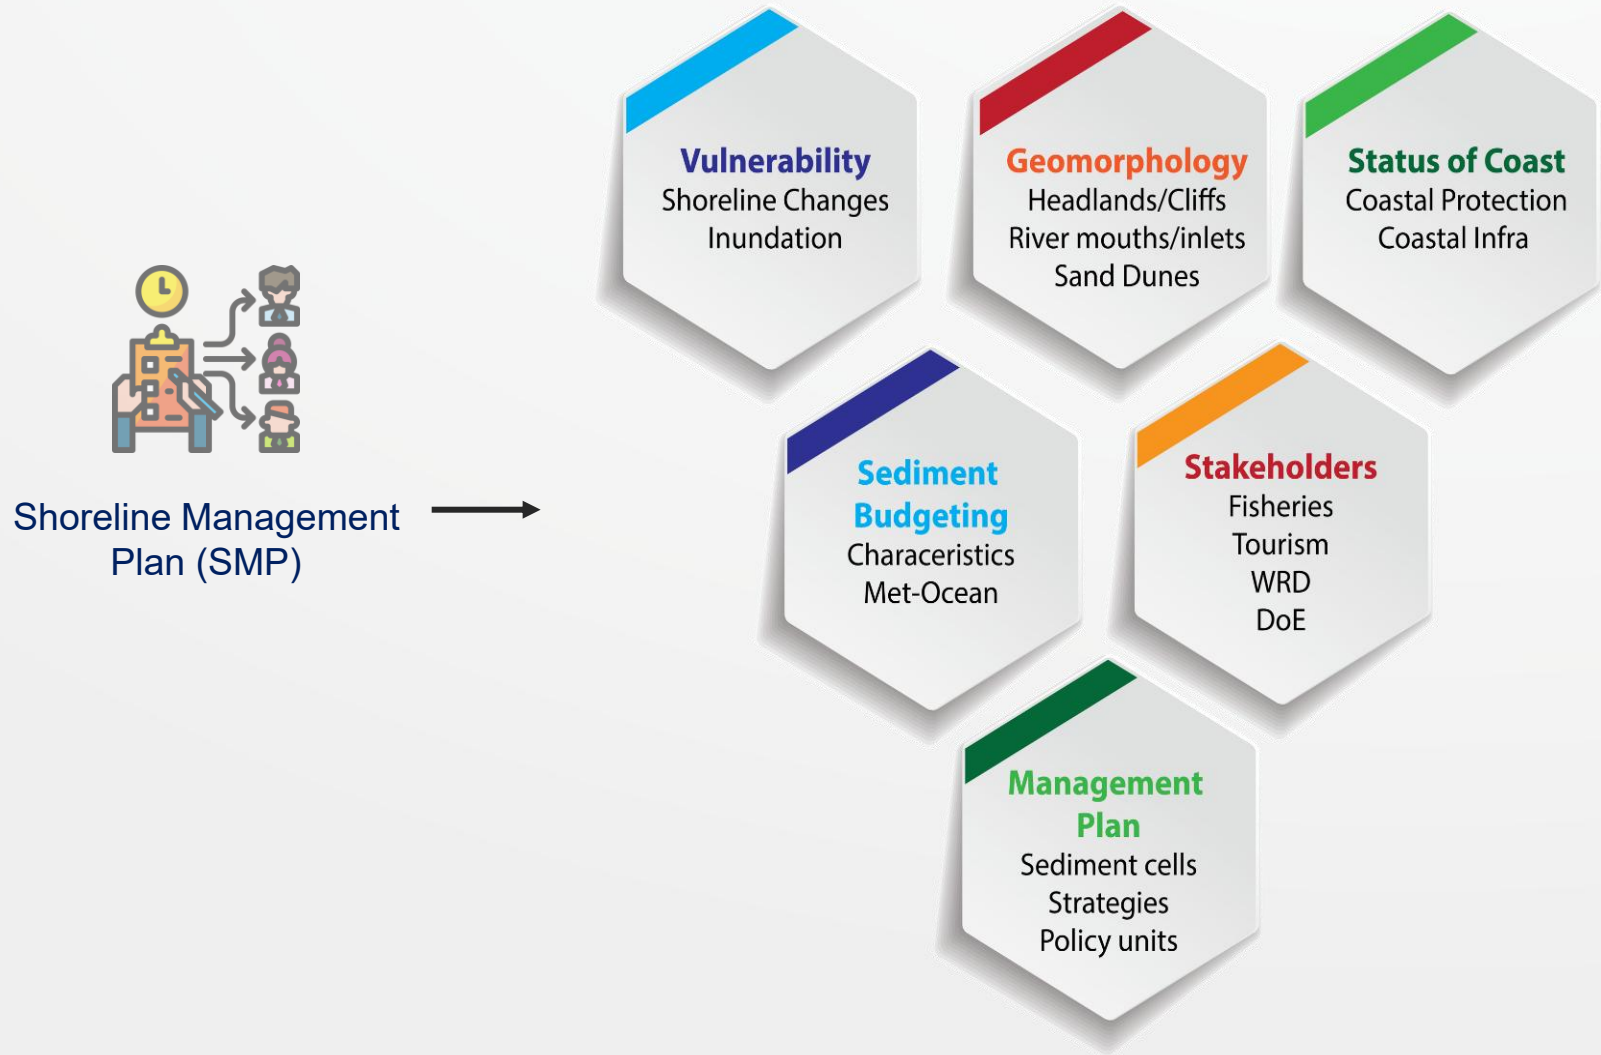 Shoreline Management
Plan (SMP)
Vulnerability
Shoreline Changes
Inundation
Geomorphology
Headlands/Cliffs
River mouths/inlets
Sand Dunes
Status of Coast
Coastal Protection
Coastal Infra
Sediment
Budgeting
Characeristics
Met-Ocean
Stakeholders
Fisheries
Tourism
WRD
DoE
Management
Plan
Sediment cells
Strategies
Policy units